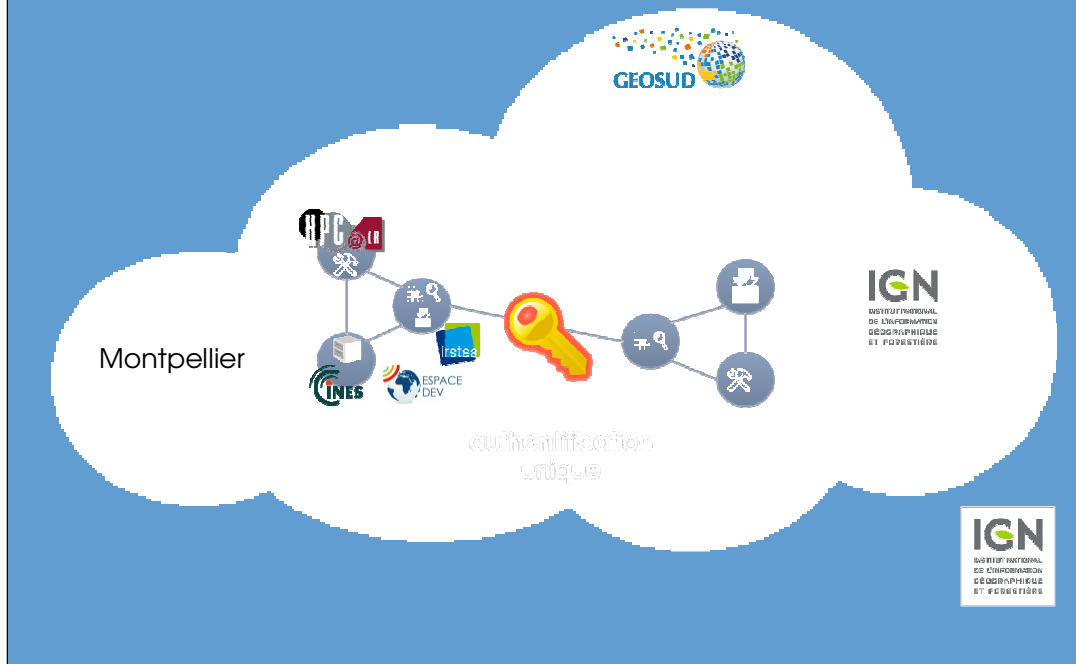 GEOSUD
HPC
@LR
Montpellier
irstea
CINES
ESPACE
DEV
authentification
unique
IGN
INSTITUT NATIONAL
DE L'INFORMATION
GÉOGRAPHIQUE
ET FORESTIÈRE
IGN
INSTITUT NATIONAL
DE L'INFORMATION
GÉOGRAPHIQUE
ET FORESTIÈRE